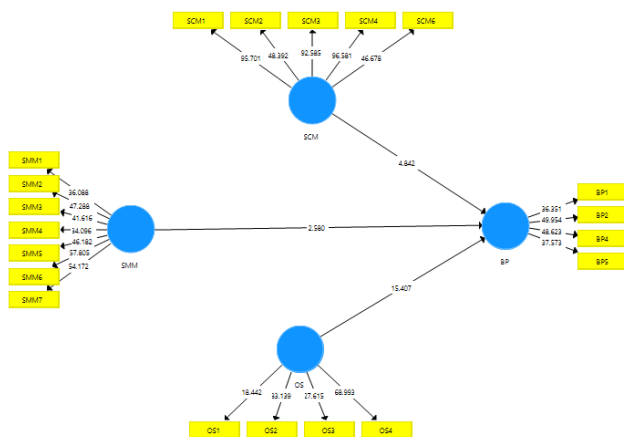 SCM1 SCM2 SCM3 SCM4 SCM6
95.701 48.392 92.585 96.581 46.678
SCM
SMM1
SMM2
SMM3
SMM4
SMM5
SMM6
SMM7
36.088
47.288
41.616
34.096
46.182
57.805
54.172
SMM
4.842
2.580
15.407
BP1
BP2
BP4
BP5
36.351
49.954
48.623
37.573
BP
OS
18.442 33.139 27.615 68.993
OS1 OS2 OS3 OS4